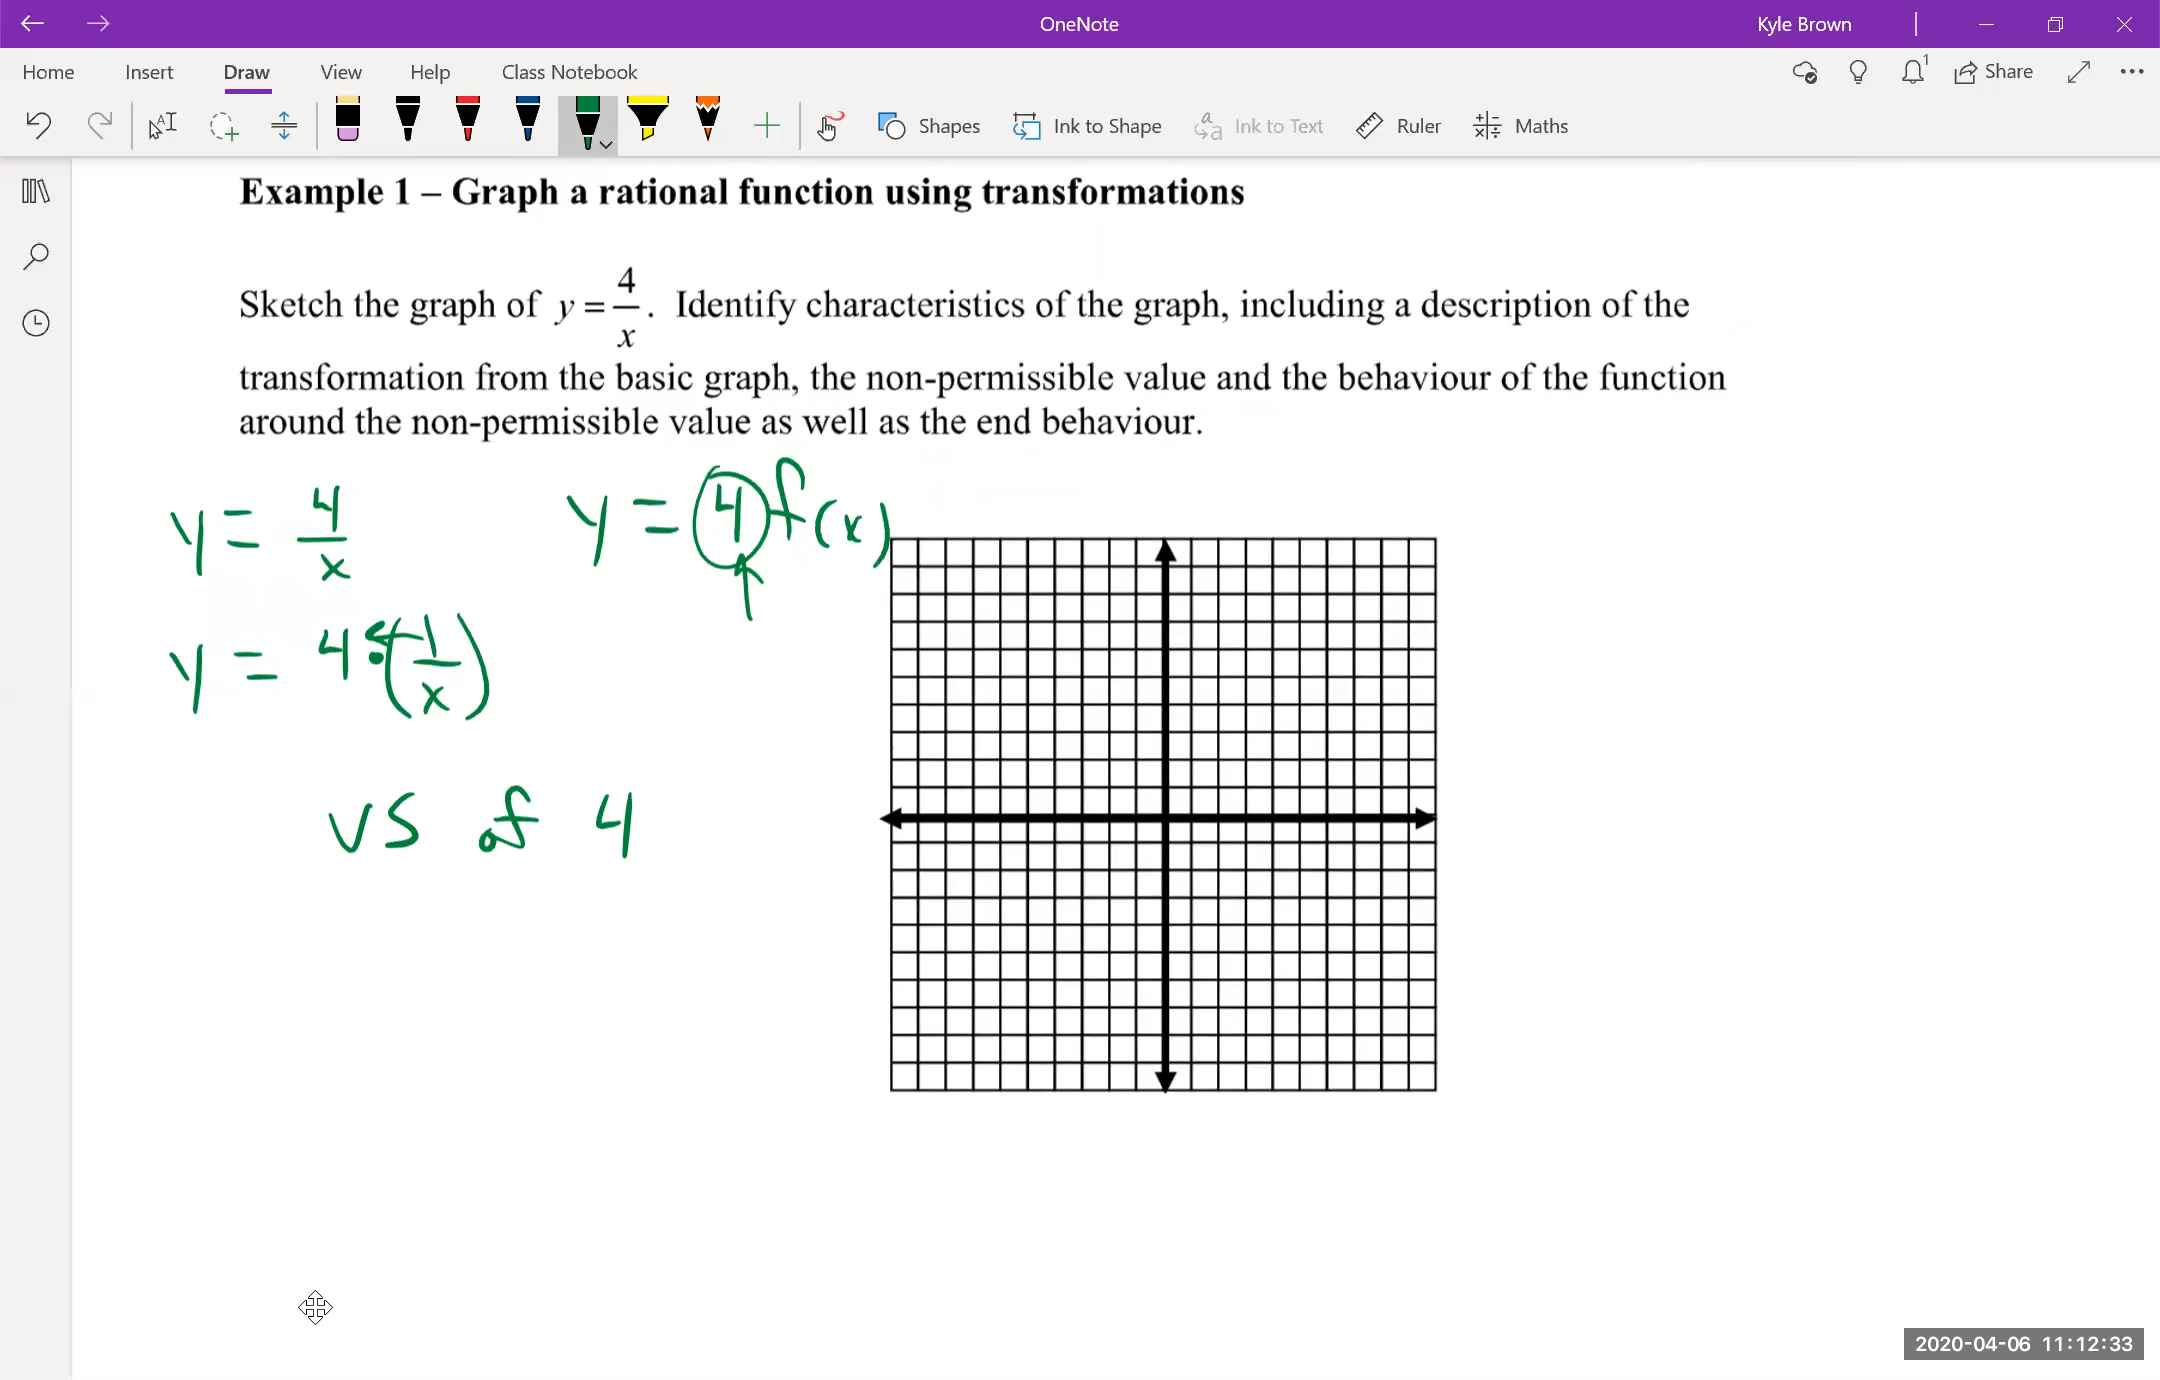 OneNote
Kyle Brown
Home Insert Draw View Help Class Notebook
1
Share
Shapes Ink to Shape Ink to Text Ruler Maths
Example 1 – Graph a rational function using transformations
Sketch the graph of y = 4/x. Identify characteristics of the graph, including a description of the
transformation from the basic graph, the non-permissible value and the behaviour of the function
around the non-permissible value as well as the end behaviour.
y = 4/x
y = 4f(x)
y = 4·(1/x)
VS of 4
2020-04-06 11:12:33